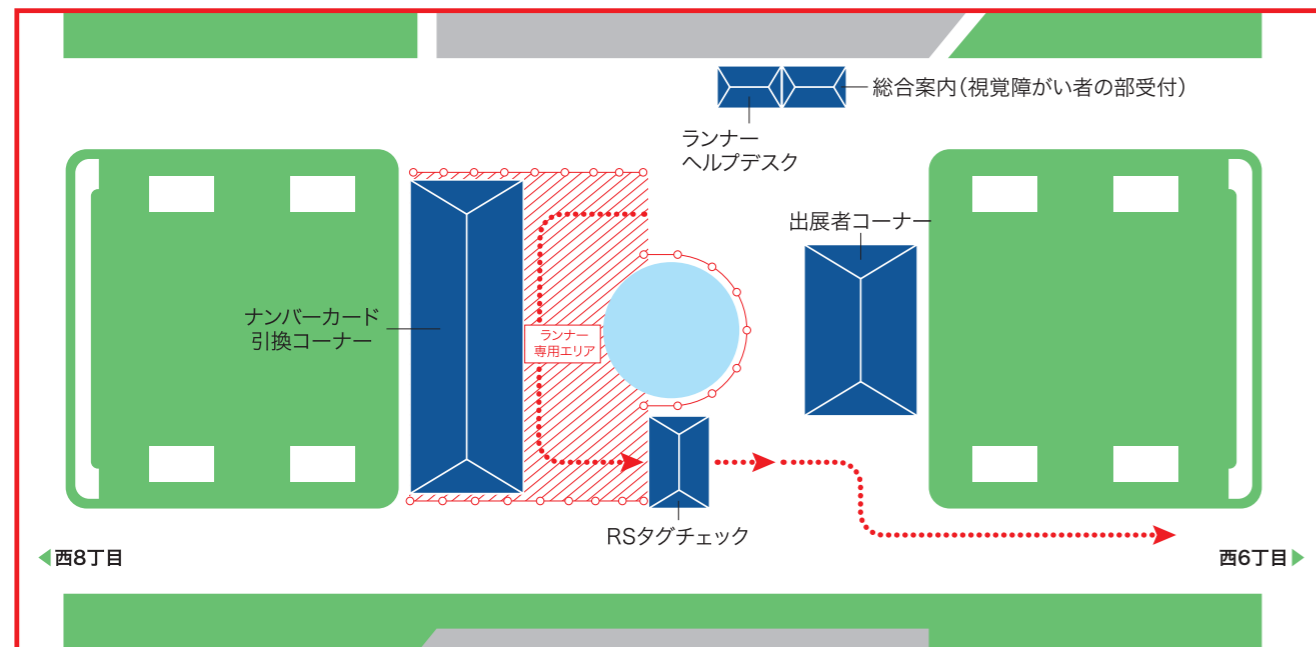 総合案内(視覚障がい者の部受付)
ランナー
ヘルプデスク
出展者コーナー
ナンバーカード
引換コーナー
ランナー
専用エリア
RSタグチェック
西8丁目
西6丁目